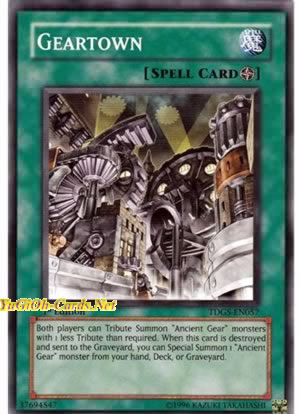 GEARTOWN
[SPELL CARD]
YuGiOh-Cards.Net
Edition
TDGS-EN057
Both players can Tribute Summon "Ancient Gear" monsters
with 1 less Tribute than required. When this card is destroyed
and sent to the Graveyard, you can Special Summon 1 "Ancient
Gear" monster from your hand, Deck, or Graveyard.
37694547
©1996 KAZUKI TAKAHASHI